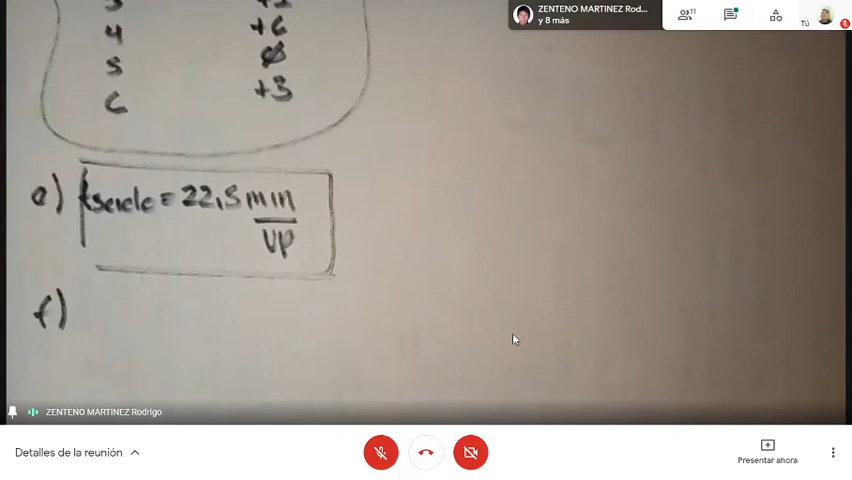 ZENTENO MARTINEZ Rod...
y 8 más
11
Tú
4 +6
5 Ø
6 +3
e) tserde = 22,5 min
UP
f)
ZENTENO MARTINEZ Rodrigo
Detalles de la reunión
Presentar ahora